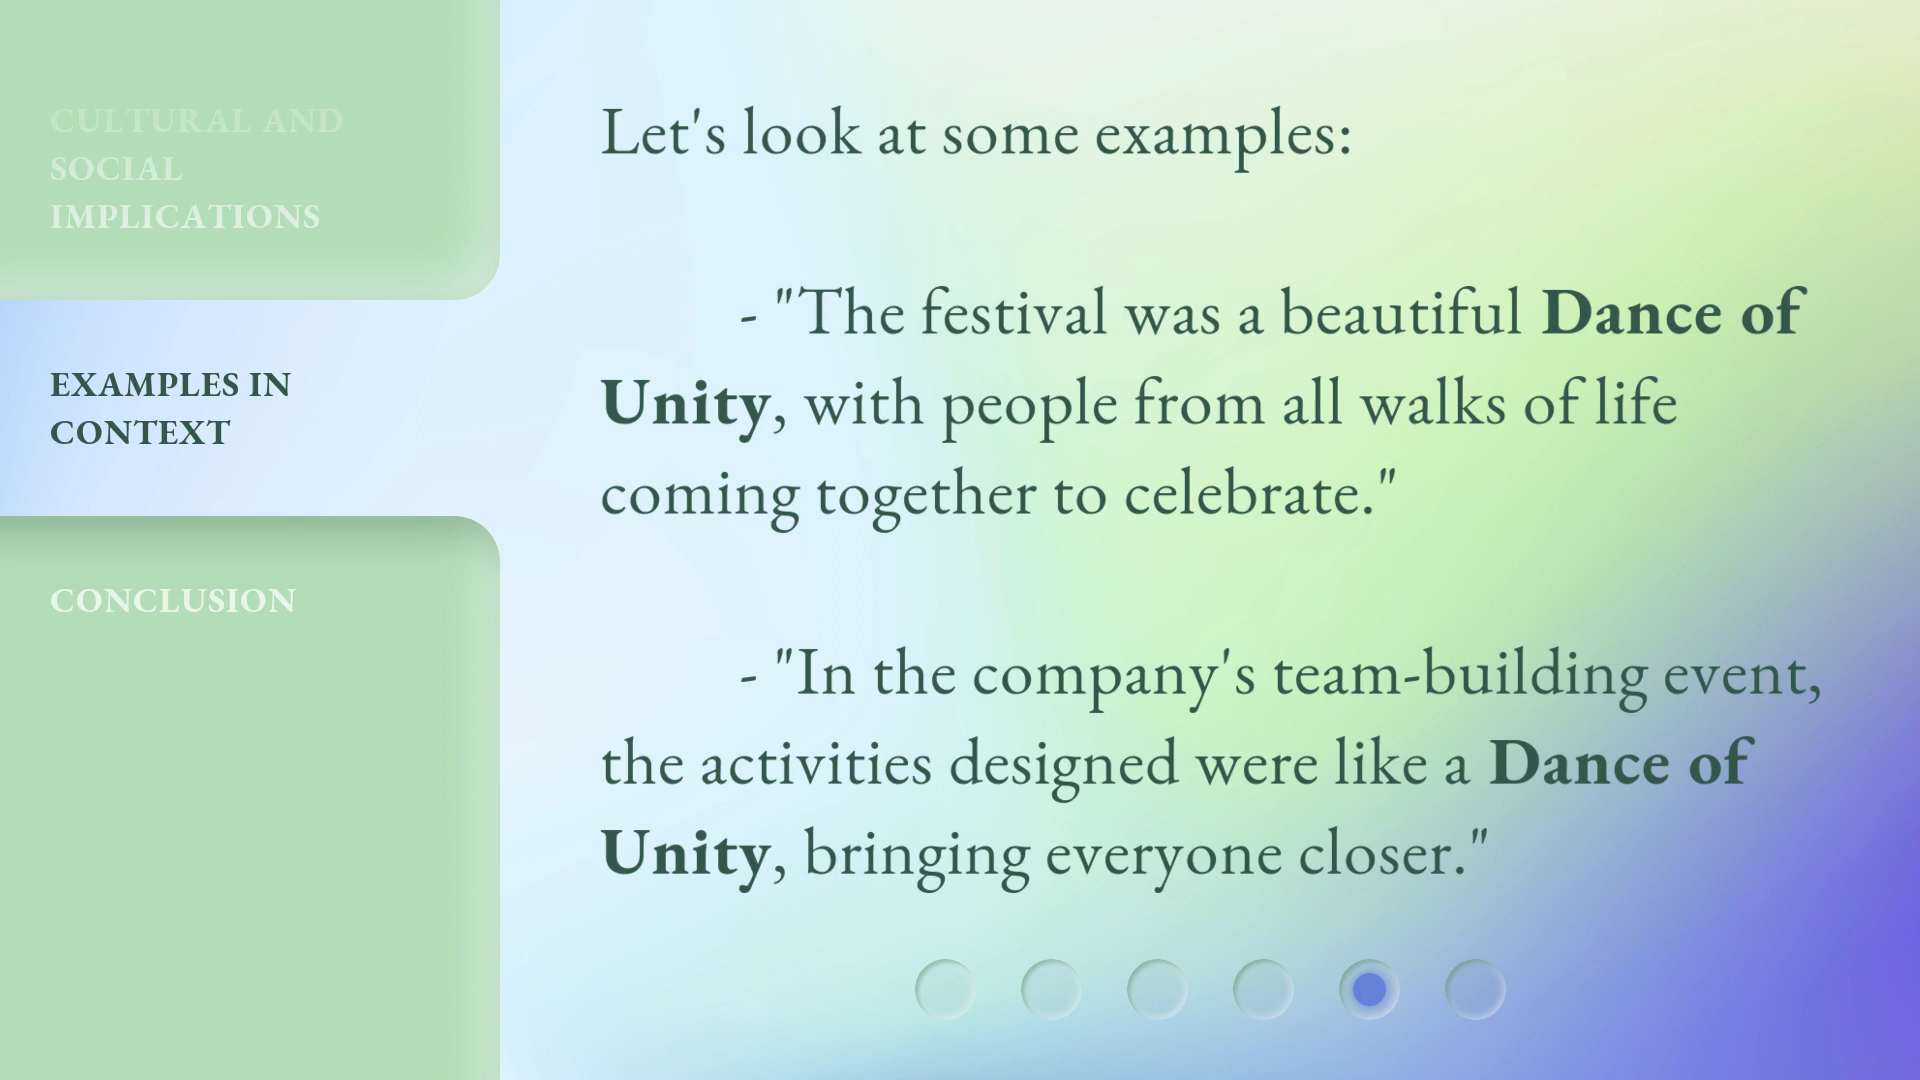 CULTURAL AND
SOCIAL
IMPLICATIONS
EXAMPLES IN
CONTEXT
CONCLUSION
Let's look at some examples:
- "The festival was a beautiful Dance of
Unity, with people from all walks of life
coming together to celebrate."
- "In the company's team-building event,
the activities designed were like a Dance of
Unity, bringing everyone closer."